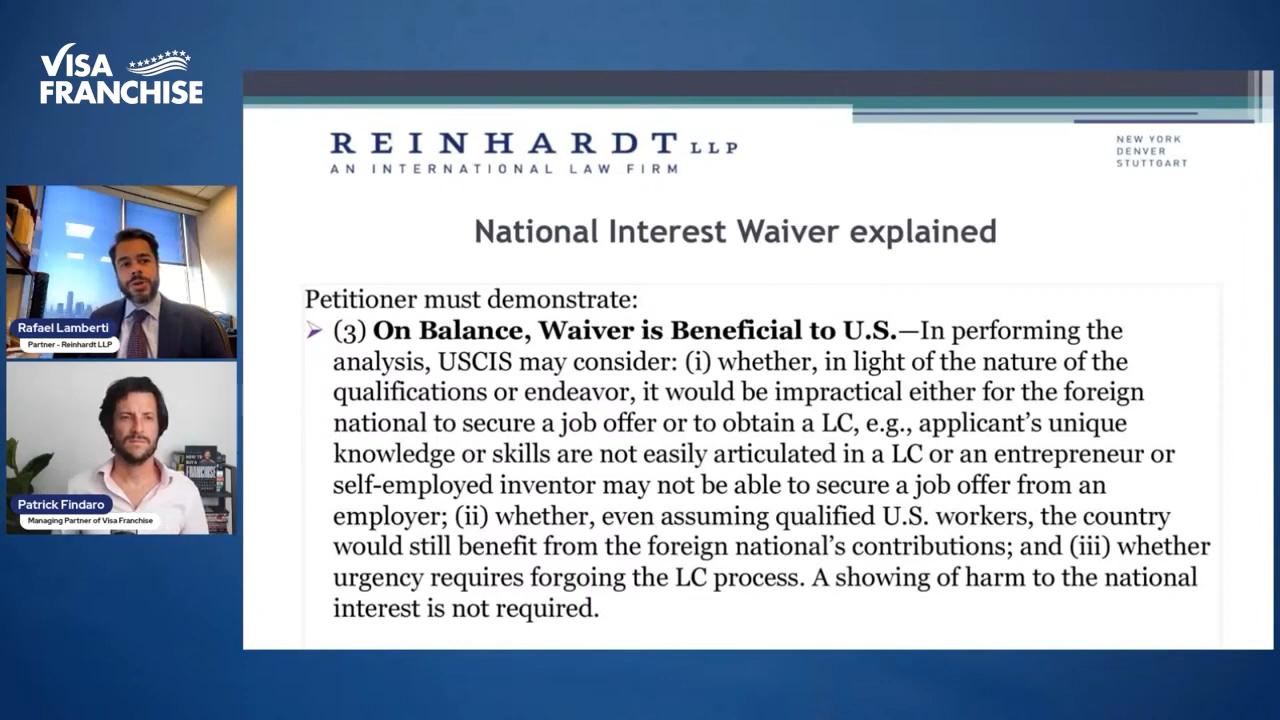 VISA
FRANCHISE
REINHARDT LLP
AN INTERNATIONAL LAW FIRM
NEW YORK
DENVER
STUTTGART
National Interest Waiver explained
Petitioner must demonstrate:
➢ (3) On Balance, Waiver is Beneficial to U.S.—In performing the
analysis, USCIS may consider: (i) whether, in light of the nature of the
qualifications or endeavor, it would be impractical either for the foreign
national to secure a job offer or to obtain a LC, e.g., applicant’s unique
knowledge or skills are not easily articulated in a LC or an entrepreneur or
self-employed inventor may not be able to secure a job offer from an
employer; (ii) whether, even assuming qualified U.S. workers, the country
would still benefit from the foreign national’s contributions; and (iii) whether
urgency requires forgoing the LC process. A showing of harm to the national
interest is not required.
Rafael Lamberti
Partner - Reinhardt LLP
FRANCHISE
Patrick Findaro
Managing Partner of Visa Franchise